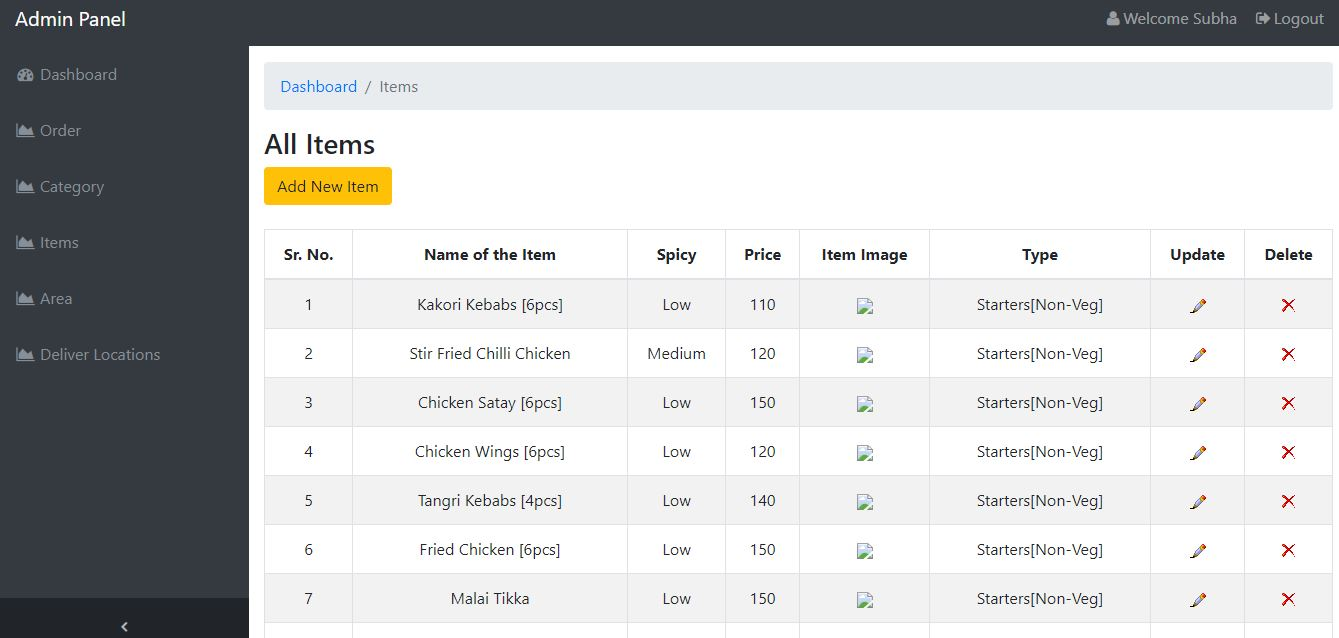 Admin Panel
Welcome Subha Logout
Dashboard
Order
Category
Items
Area
Deliver Locations
Dashboard / Items
All Items
Add New Item
Sr. No. Name of the Item Spicy Price Item Image Type Update Delete
1 Kakori Kebabs [6pcs] Low 110 Starters[Non-Veg]
2 Stir Fried Chilli Chicken Medium 120 Starters[Non-Veg]
3 Chicken Satay [6pcs] Low 150 Starters[Non-Veg]
4 Chicken Wings [6pcs] Low 120 Starters[Non-Veg]
5 Tangri Kebabs [4pcs] Low 140 Starters[Non-Veg]
6 Fried Chicken [6pcs] Low 150 Starters[Non-Veg]
7 Malai Tikka Low 150 Starters[Non-Veg]